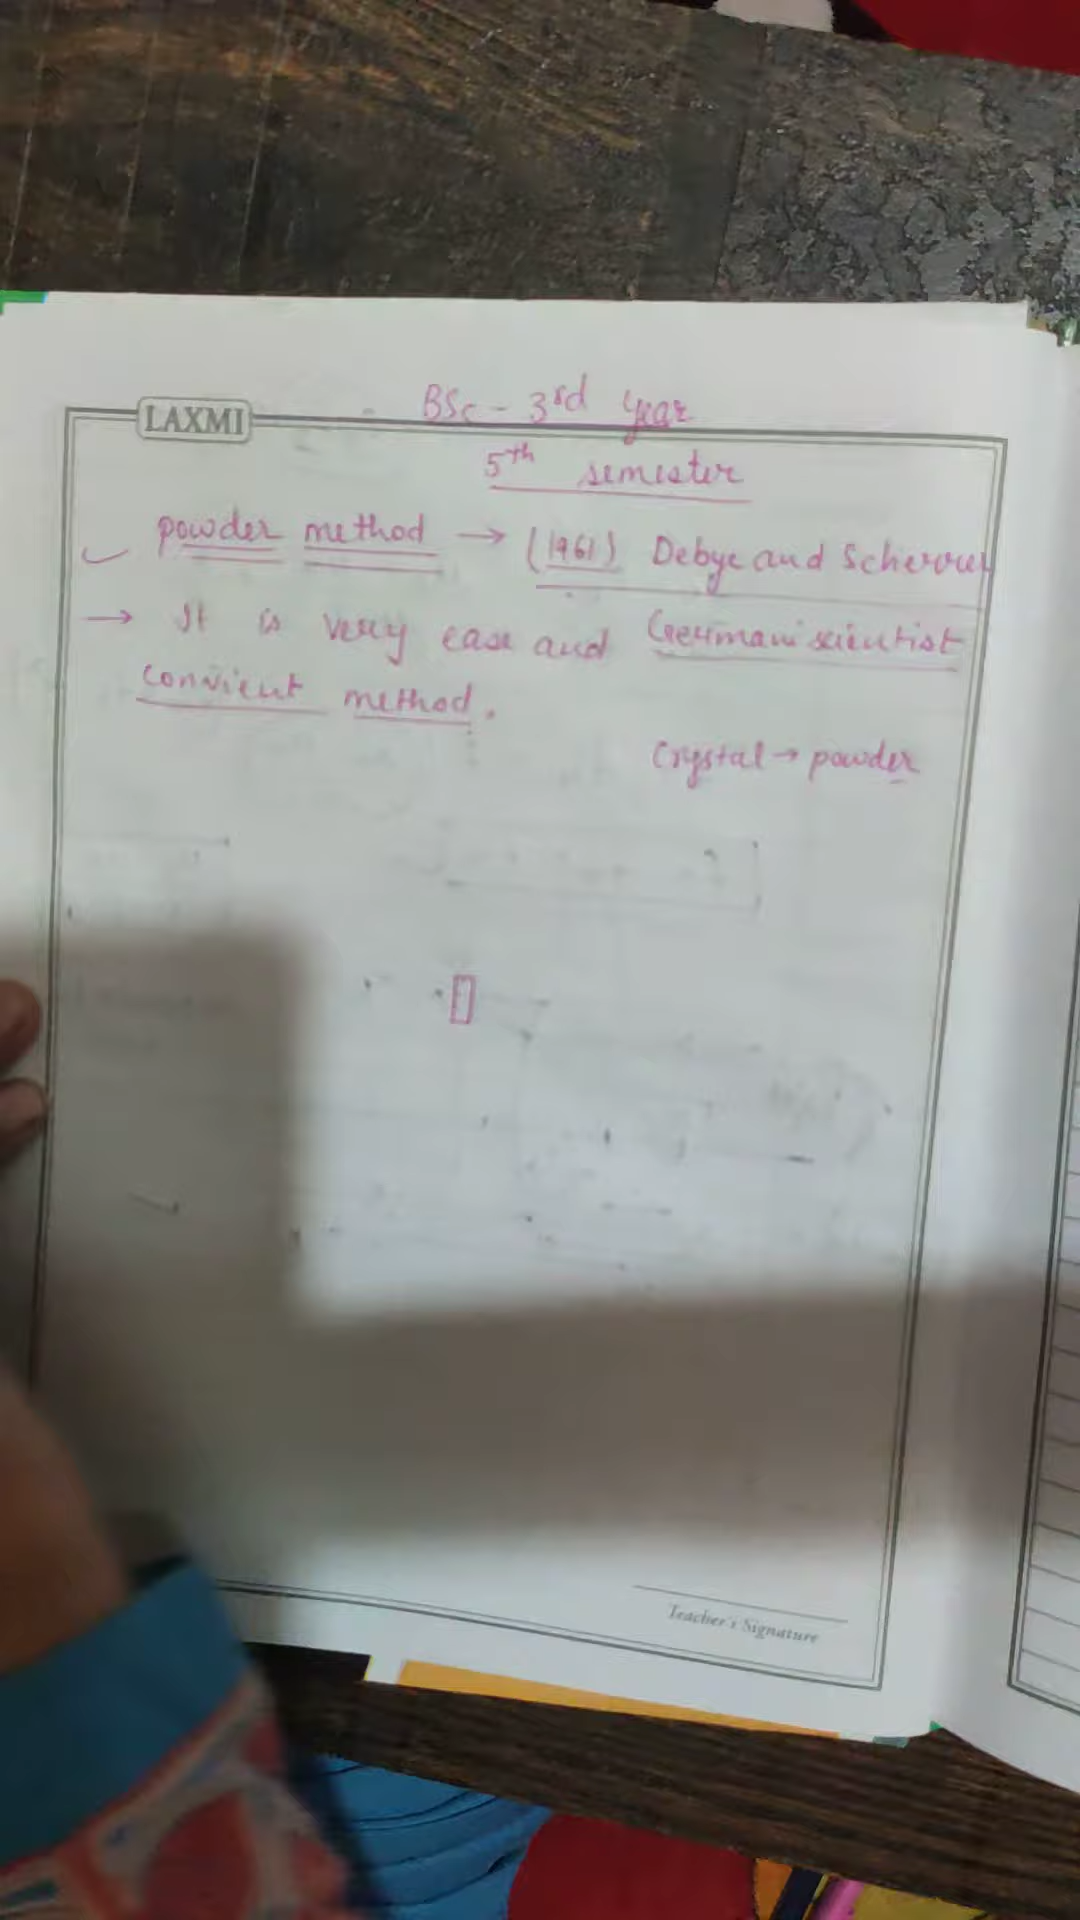 BSc - 3rd year
LAXMI
5th semester
powder method → (1961) Debye and Scherrer
→ It is very ease and Germani scientist
convient method.
Crystal → powder
Teacher's Signature